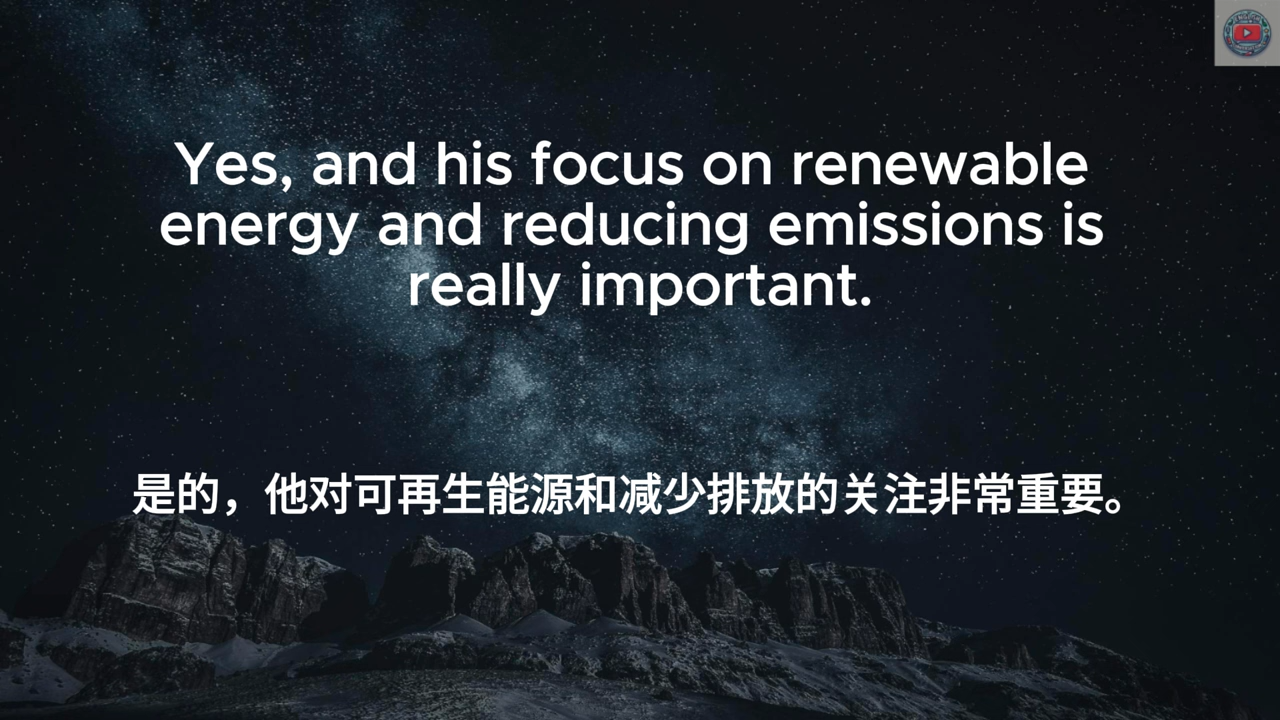 Yes, and his focus on renewable
energy and reducing emissions is
really important.
是的，他对可再生能源和减少排放的关注非常重要。